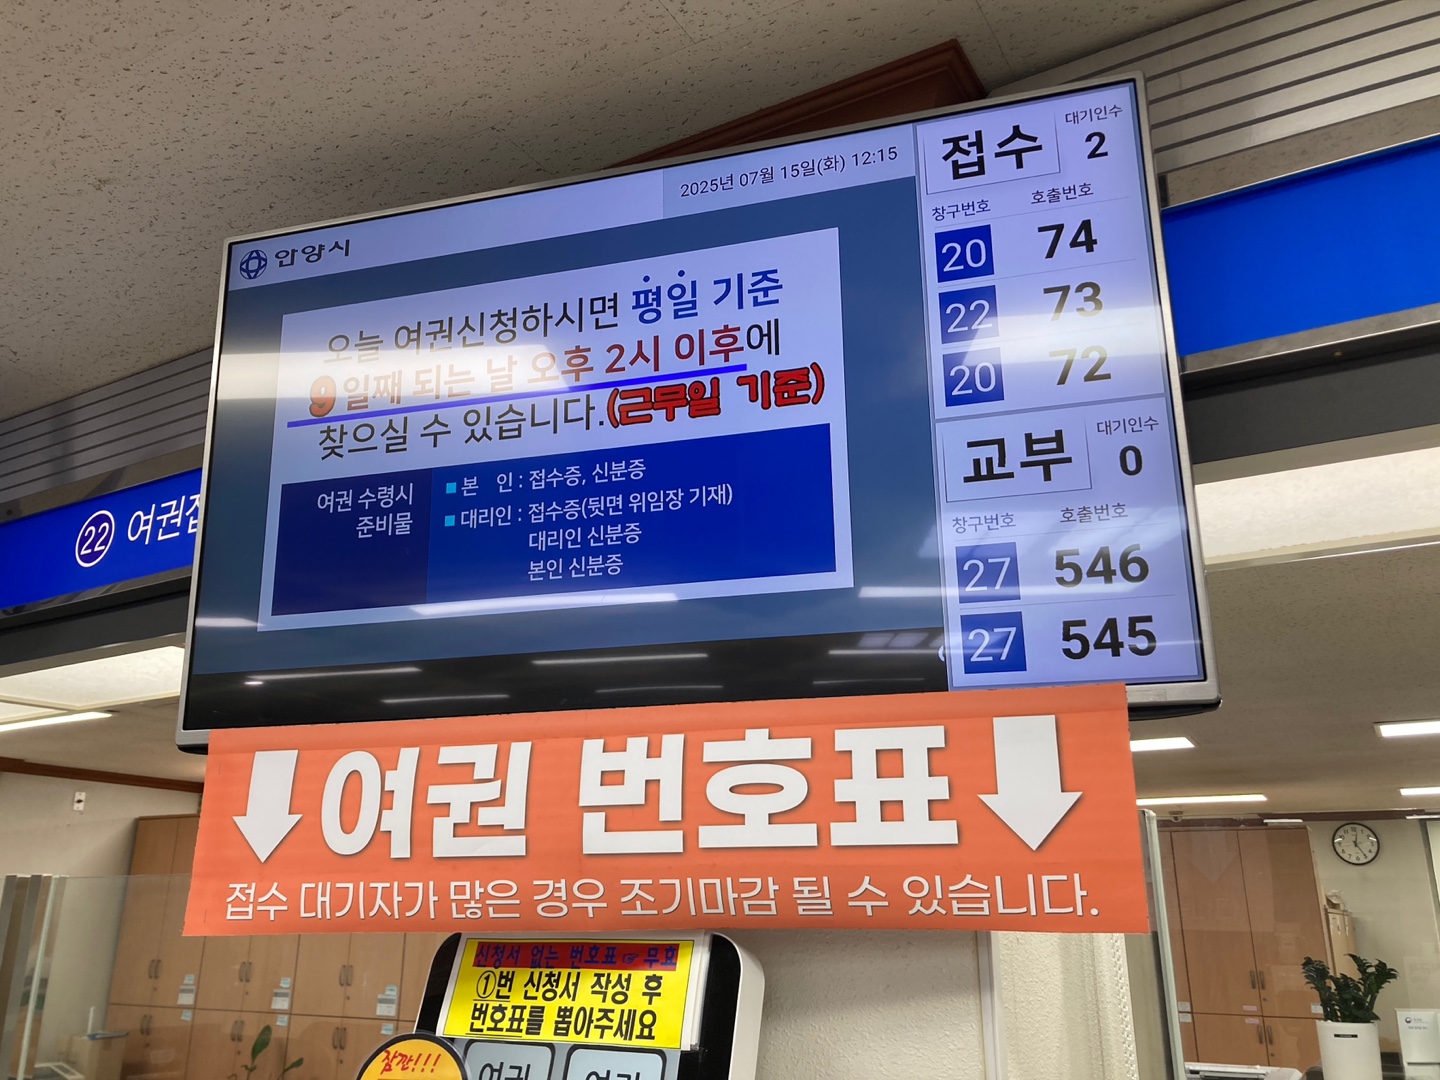 안양시
2025년 07월 15일(화) 12:15
오늘 여권신청하시면 평일 기준
9일째 되는 날 오후 2시 이후에
찾으실 수 있습니다.(근무일 기준)
여권 수령시
준비물
본 인 : 접수증, 신분증
대리인 : 접수증(뒷면 위임장 기재)
대리인 신분증
본인 신분증
접수
대기인수
2
창구번호 호출번호
20 74
22 73
20 72
교부
대기인수
0
창구번호 호출번호
27 546
27 545
22 여권접
여권 번호표
접수 대기자가 많은 경우 조기마감 될 수 있습니다.
신청서 없는 번호표 ☞ 무효
①번 신청서 작성 후
번호표를 뽑아주세요
잠깐!!!
여권 여권